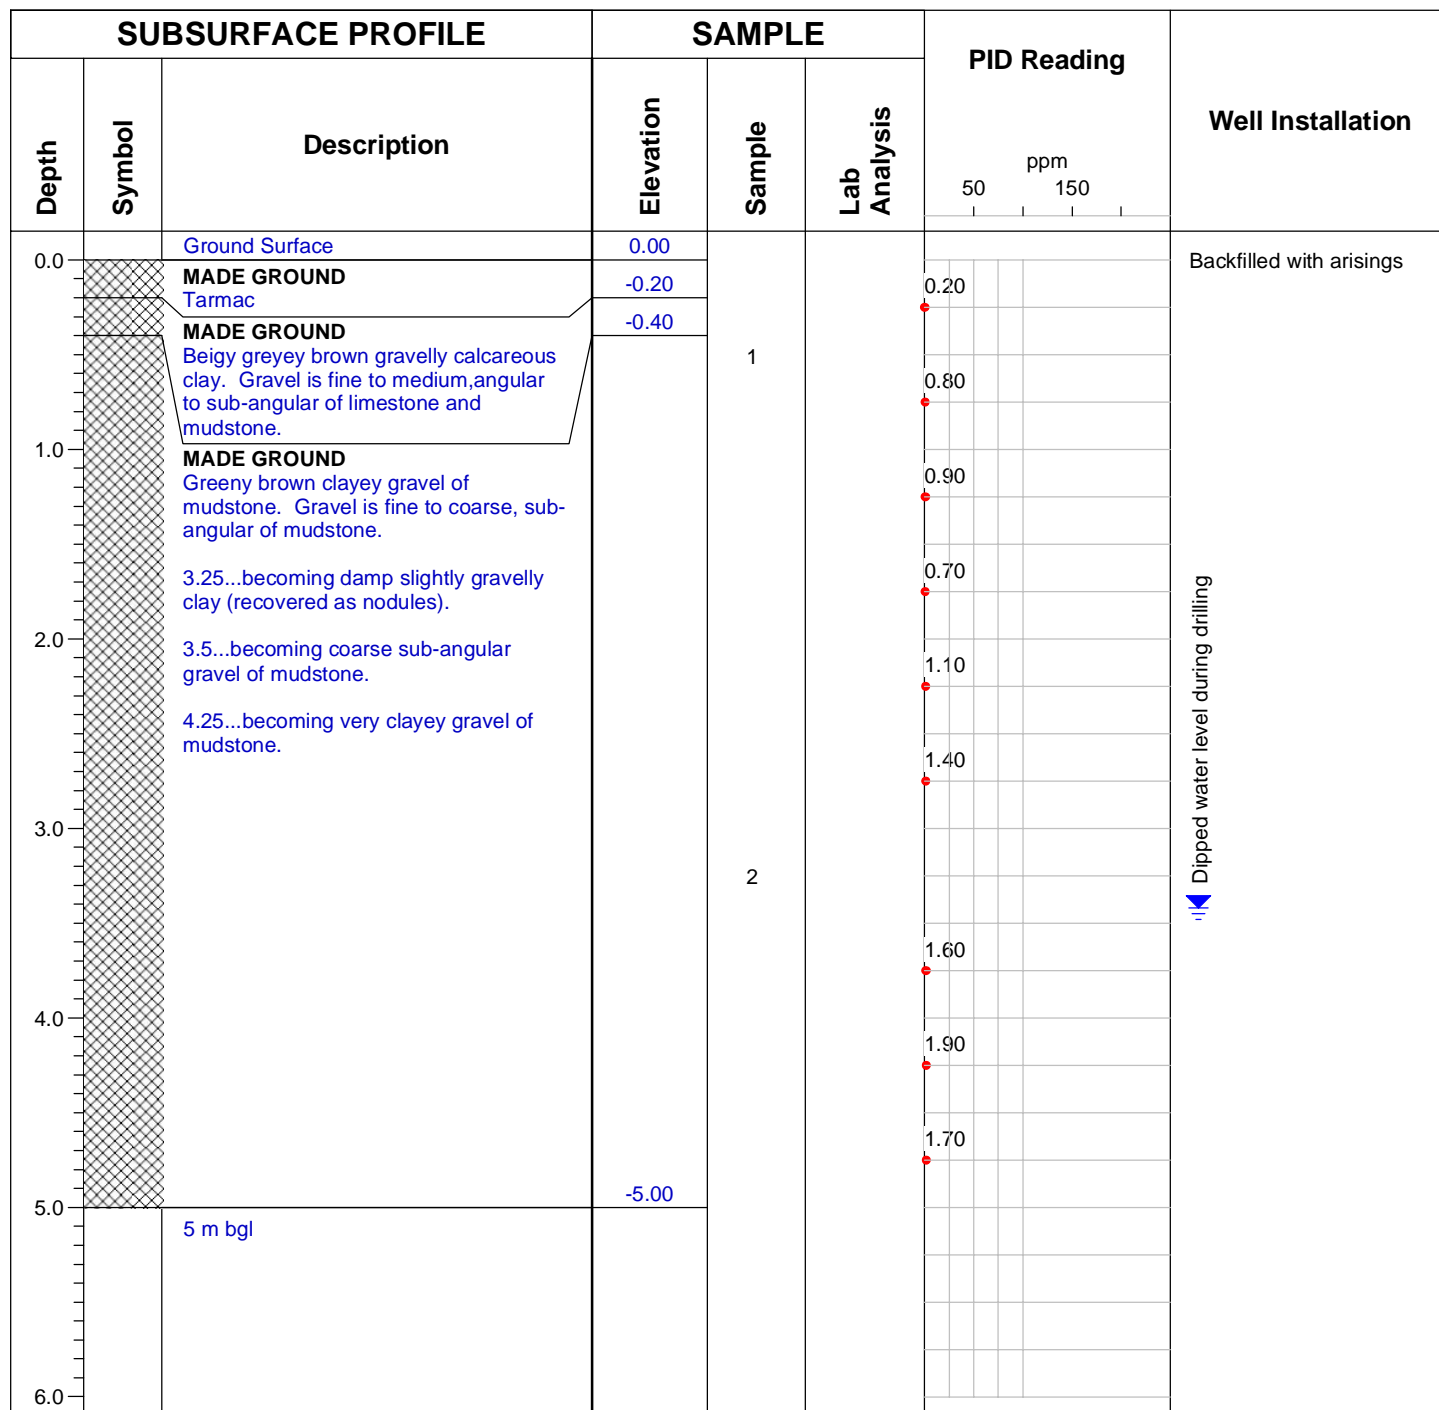 SUBSURFACE PROFILE
SAMPLE
PID Reading
Well Installation
Depth
Symbol
Description
Elevation
Sample
Lab
Analysis
ppm
50 150
Ground Surface
0.00
0.0
Backfilled with arisings
MADE GROUND
Tarmac
-0.20
0.20
MADE GROUND
Beigy greyey brown gravelly calcareous
clay. Gravel is fine to medium,angular
to sub-angular of limestone and
mudstone.
-0.40
1
0.80
1.0
MADE GROUND
Greeny brown clayey gravel of
mudstone. Gravel is fine to coarse, sub-
angular of mudstone.
0.90
3.25...becoming damp slightly gravelly
clay (recovered as nodules).
0.70
2.0
3.5...becoming coarse sub-angular
gravel of mudstone.
1.10
4.25...becoming very clayey gravel of
mudstone.
1.40
Dipped water level during drilling
3.0
2
1.60
4.0
1.90
1.70
-5.00
5.0
5 m bgl
6.0